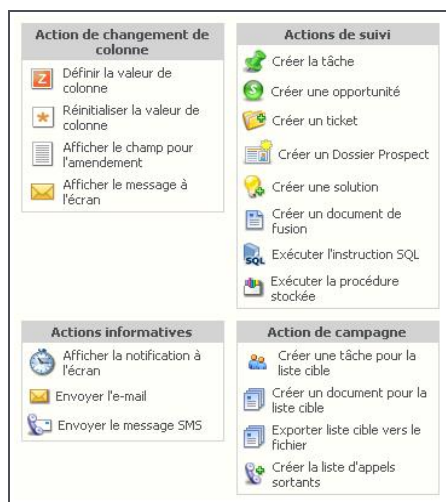 Action de changement de
colonne
Définir la valeur de
colonne
Réinitialiser la valeur de
colonne
Afficher le champ pour
l'amendement
Afficher le message à
l'écran
Actions de suivi
Créer la tâche
Créer une opportunité
Créer un ticket
Créer un Dossier Prospect
Créer une solution
Créer un document de
fusion
SQL
Exécuter l'instruction SQL
Exécuter la procédure
stockée
Actions informatives
Afficher la notification à
l'écran
Envoyer l'e-mail
Envoyer le message SMS
Action de campagne
Créer une tâche pour la
liste cible
Créer un document pour la
liste cible
Exporter liste cible vers le
fichier
Créer la liste d'appels
sortants